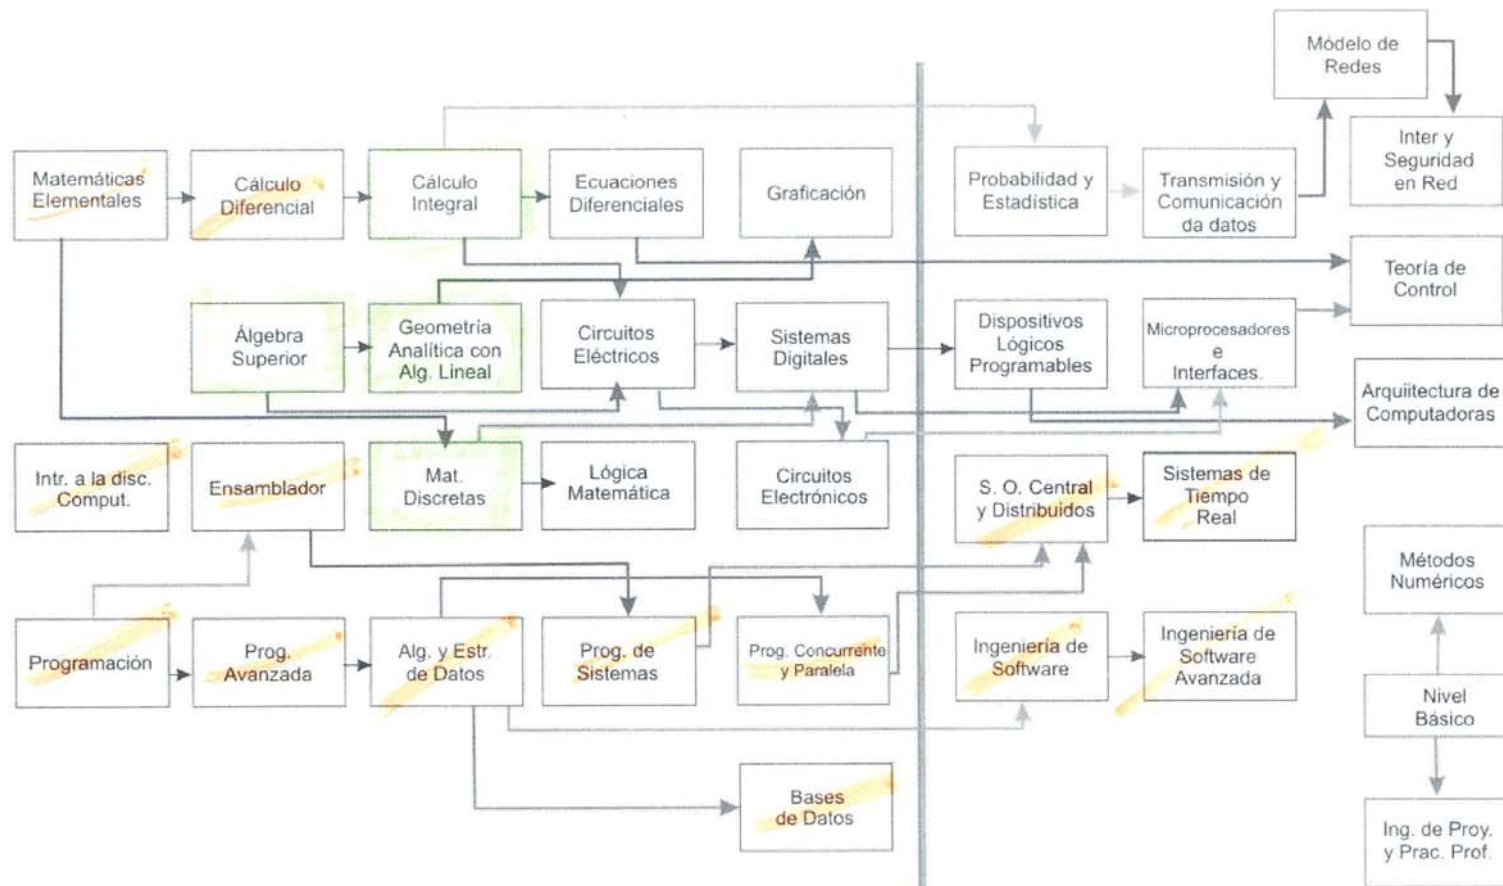 Módelo de
Redes
Inter y
Seguridad
en Red
Matemáticas
Elementales
Cálculo
Diferencial
Cálculo
Integral
Ecuaciones
Diferenciales
Graficación
Probabilidad y
Estadística
Transmisión y
Comunicación
da datos
Teoría de
Control
Álgebra
Superior
Geometría
Analítica con
Alg. Lineal
Circuitos
Eléctricos
Sistemas
Digitales
Dispositivos
Lógicos
Programables
Microprocesadores
e
Interfaces.
Arquiitectura de
Computadoras
Intr. a la disc.
Comput.
Ensamblador
Mat.
Discretas
Lógica
Matemática
Circuitos
Electrónicos
S. O. Central
y Distribuídos
Sistemas de
Tiempo
Real
Métodos
Numéricos
Programación
Prog.
Avanzada
Alg. y Estr.
de Datos
Prog. de
Sistemas
Prog. Concurrente
y Paralela
Ingeniería de
Software
Ingeniería de
Software
Avanzada
Nivel
Básico
Bases
de Datos
Ing. de Proy.
y Prac. Prof.